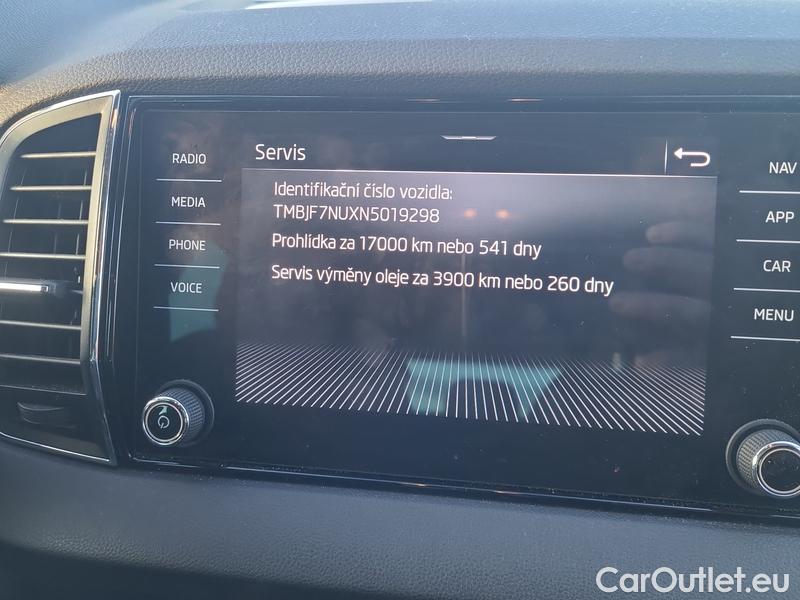 Servis
RADIO
MEDIA
PHONE
VOICE
Identifikační číslo vozidla:
TMBJF7NUXN5019298
Prohlídka za 17000 km nebo 541 dny
Servis výměny oleje za 3900 km nebo 260 dny
NAV
APP
CAR
MENU
CarOutlet.eu